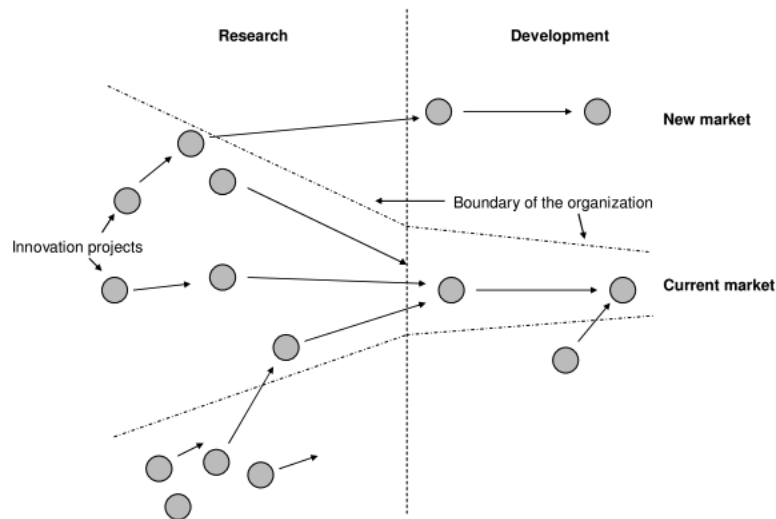 Research
Development
New market
Boundary of the organization
Innovation projects
Current market